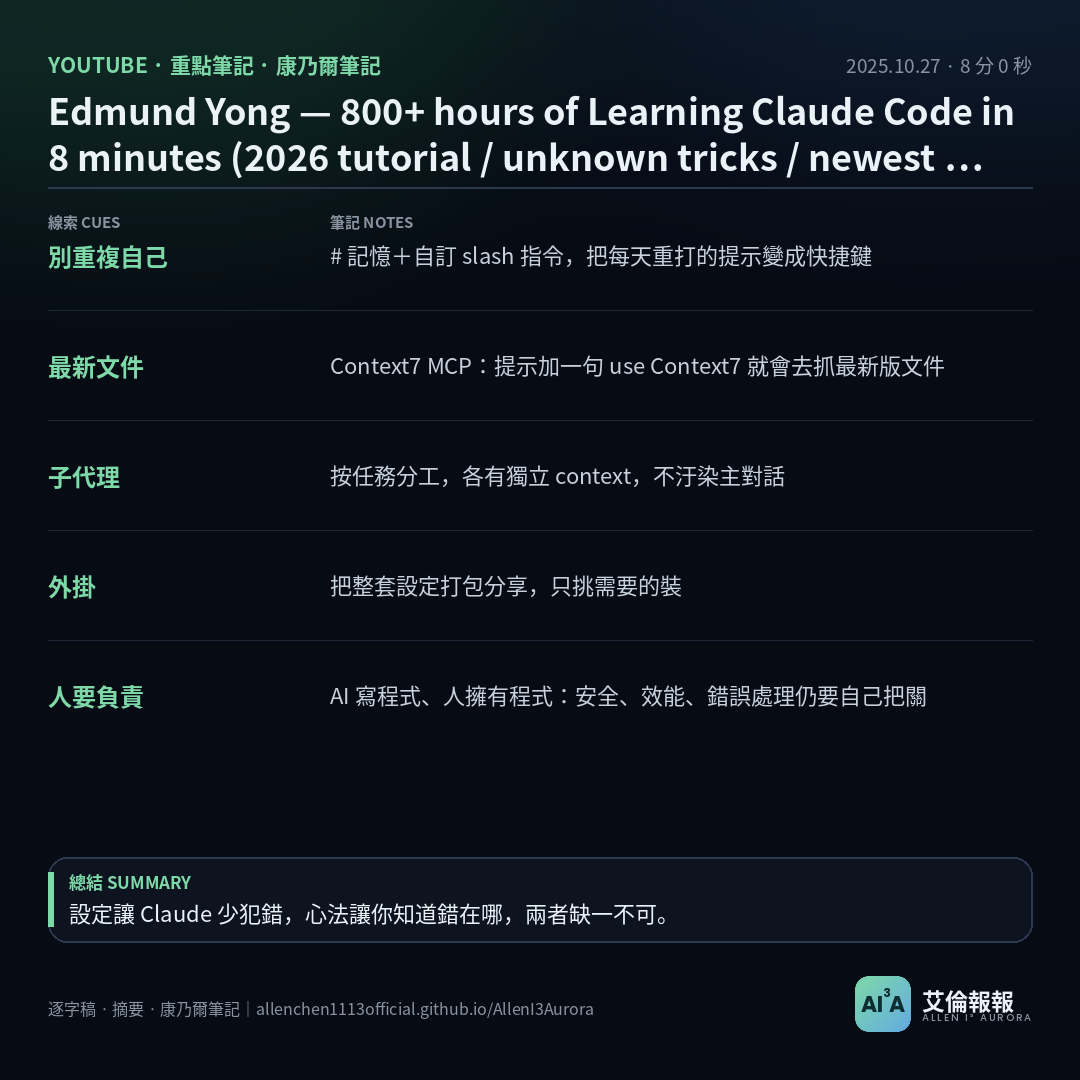 YOUTUBE · 重點筆記 · 康乃爾筆記
2025.10.27 · 8 分 0 秒
Edmund Yong — 800+ hours of Learning Claude Code in
8 minutes (2026 tutorial / unknown tricks / newest …
線索 CUES
筆記 NOTES
別重複自己
# 記憶＋自訂 slash 指令，把每天重打的提示變成快捷鍵
最新文件
Context7 MCP：提示加一句 use Context7 就會去抓最新版文件
子代理
按任務分工，各有獨立 context，不汙染主對話
外掛
把整套設定打包分享，只挑需要的裝
人要負責
AI 寫程式、人擁有程式：安全、效能、錯誤處理仍要自己把關
總結 SUMMARY
設定讓 Claude 少犯錯，心法讓你知道錯在哪，兩者缺一不可。
逐字稿 · 摘要 · 康乃爾筆記｜allenchen1113official.github.io/AllenI3Aurora
AI³A
艾倫報報
ALLEN I³ AURORA